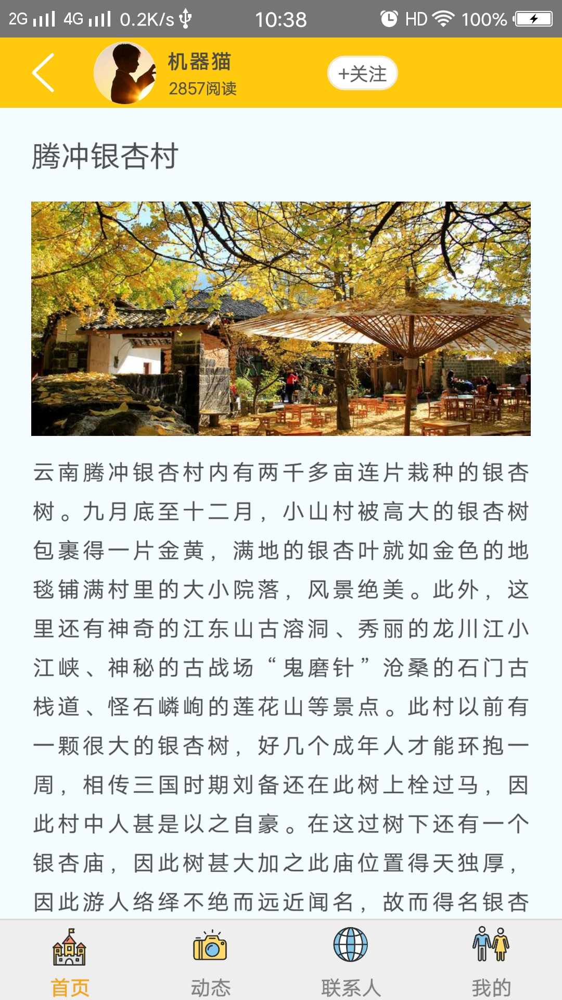 2G 4G 0.2K/s 10:38 HD 100%
机器猫
2857阅读
+关注
腾冲银杏村
云南腾冲银杏村内有两千多亩连片栽种的银杏
树。九月底至十二月，小山村被高大的银杏树
包裹得一片金黄，满地的银杏叶就如金色的地
毯铺满村里的大小院落，风景绝美。此外，这
里还有神奇的江东山古溶洞、秀丽的龙川江小
江峡、神秘的古战场“鬼磨针”沧桑的石门古
栈道、怪石嶙峋的莲花山等景点。此村以前有
一颗很大的银杏树，好几个成年人才能环抱一
周，相传三国时期刘备还在此树上栓过马，因
此村中人甚是以之自豪。在这过树下还有一个
银杏庙，因此树甚大加之此庙位置得天独厚，
因此游人络绎不绝而远近闻名，故而得名银杏
首页 动态 联系人 我的